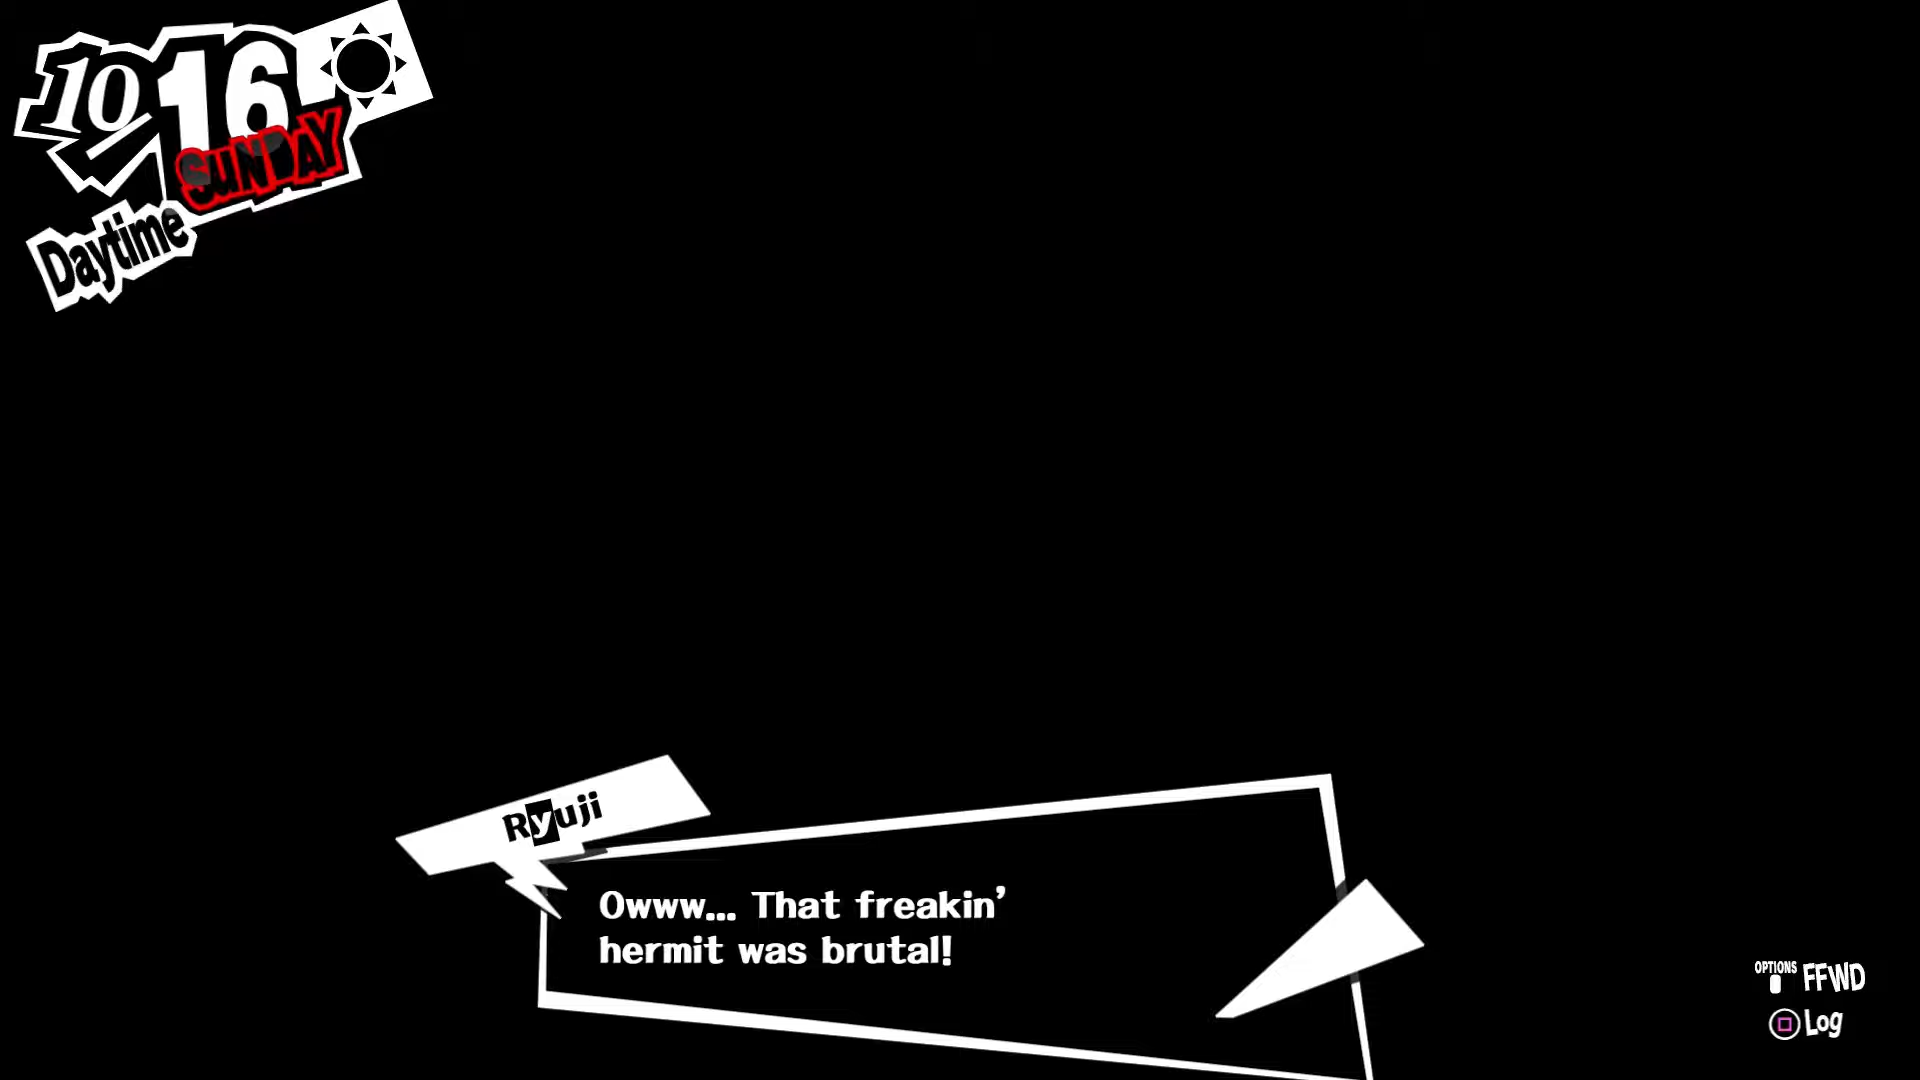 10/16
SUNDAY
Daytime
Ryuji
Owww... That freakin'
hermit was brutal!
OPTIONS FFWD
Log